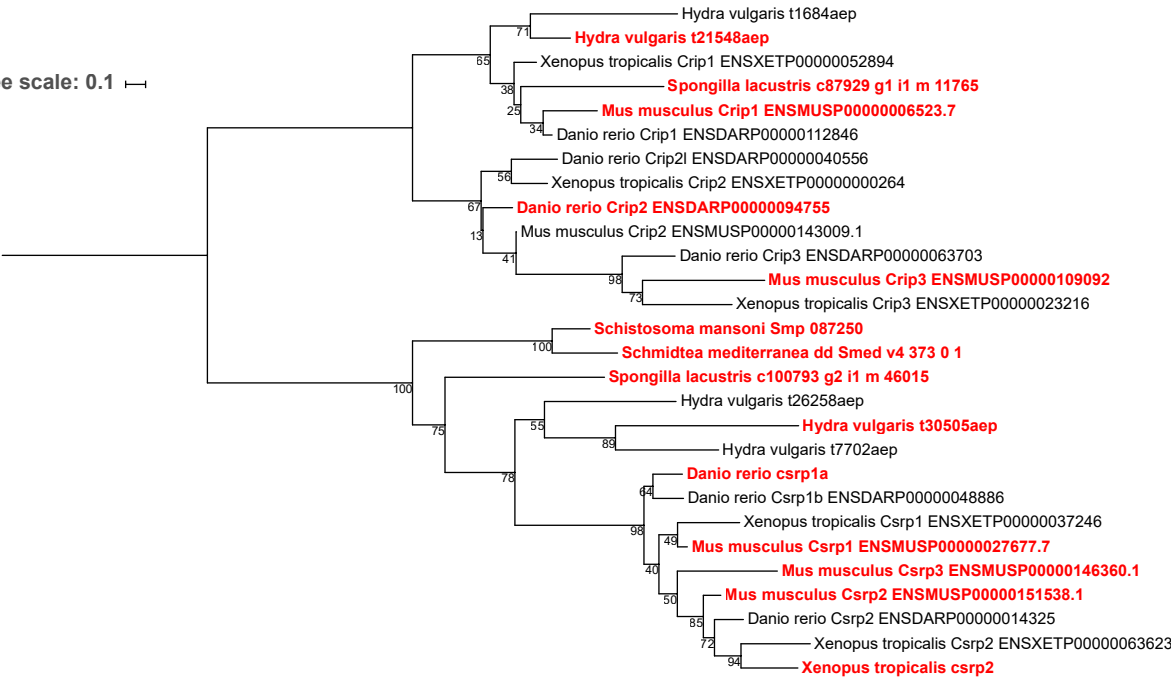 Hydra vulgaris t1684aep
71
Hydra vulgaris t21548aep
65
Xenopus tropicalis Crip1 ENSXETP00000052894
e scale: 0.1
38
Spongilla lacustris c87929 g1 i1 m 11765
25
Mus musculus Crip1 ENSMUSP00000006523.7
34
Danio rerio Crip1 ENSDARP00000112846
Danio rerio Crip2l ENSDARP00000040556
56
Xenopus tropicalis Crip2 ENSXETP00000000264
67
Danio rerio Crip2 ENSDARP00000094755
13
Mus musculus Crip2 ENSMUSP00000143009.1
41
Danio rerio Crip3 ENSDARP00000063703
98
Mus musculus Crip3 ENSMUSP00000109092
73
Xenopus tropicalis Crip3 ENSXETP00000023216
Schistosoma mansoni Smp 087250
100
Schmidtea mediterranea dd Smed v4 373 0 1
100
Spongilla lacustris c100793 g2 i1 m 46015
75
Hydra vulgaris t26258aep
55
Hydra vulgaris t30505aep
89
Hydra vulgaris t7702aep
78
Danio rerio csrp1a
64
Danio rerio Csrp1b ENSDARP00000048886
98
Xenopus tropicalis Csrp1 ENSXETP00000037246
49
Mus musculus Csrp1 ENSMUSP00000027677.7
40
Mus musculus Csrp3 ENSMUSP00000146360.1
50
Mus musculus Csrp2 ENSMUSP00000151538.1
85
Danio rerio Csrp2 ENSDARP00000014325
72
Xenopus tropicalis Csrp2 ENSXETP00000063623
94
Xenopus tropicalis csrp2